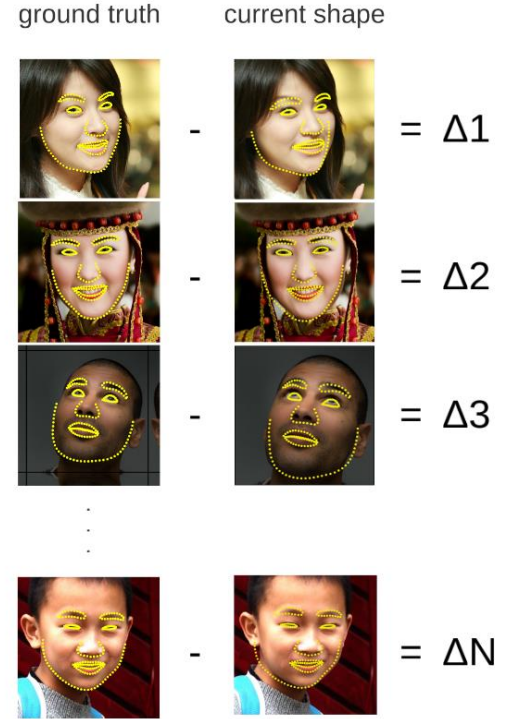 ground truth current shape
- = Δ1
- = Δ2
- = Δ3
- = ΔN